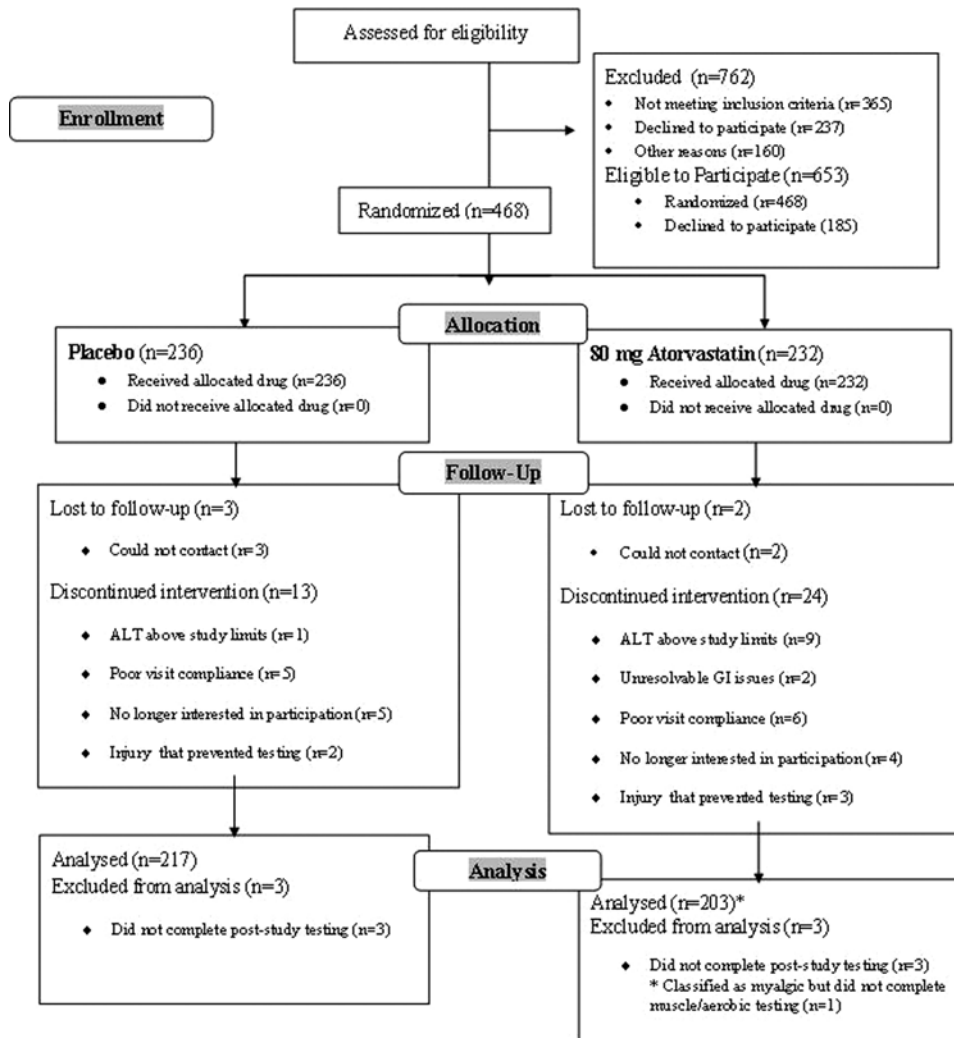 Assessed for eligibility
Enrollment
Excluded (n=762)
• Not meeting inclusion criteria (n=365)
• Declined to participate (n=237)
• Other reasons (n=160)
Eligible to Participate (n=653)
• Randomized (n=468)
• Declined to participate (185)
Randomized (n=468)
Allocation
Placebo (n=236)
• Received allocated drug (n=236)
• Did not receive allocated drug (n=0)
80 mg Atorvastatin (n=232)
• Received allocated drug (n=232)
• Did not receive allocated drug (n=0)
Follow-Up
Lost to follow-up (n=3)
◆ Could not contact (n=3)
Discontinued intervention (n=13)
◆ ALT above study limits (n=1)
◆ Poor visit compliance (n=5)
◆ No longer interested in participation (n=5)
◆ Injury that prevented testing (n=2)
Lost to follow-up (n=2)
◆ Could not contact (n=2)
Discontinued intervention (n=24)
◆ ALT above study limits (n=9)
◆ Unresolvable GI issues (n=2)
◆ Poor visit compliance (n=6)
◆ No longer interested in participation (n=4)
◆ Injury that prevented testing (n=3)
Analysis
Analysed (n=217)
Excluded from analysis (n=3)
◆ Did not complete post-study testing (n=3)
Analysed (n=203)*
Excluded from analysis (n=3)
◆ Did not complete post-study testing (n=3)
* Classified as myalgic but did not complete
muscle/aerobic testing (n=1)